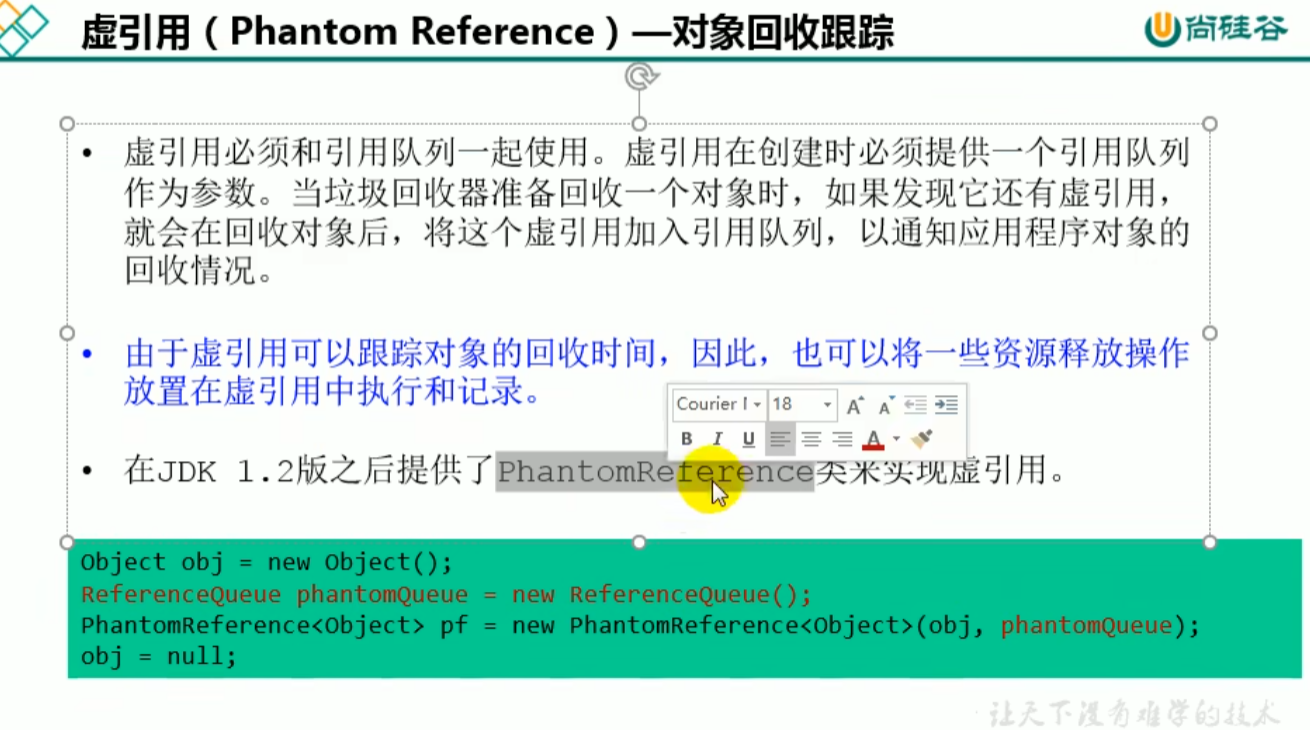 虚引用（Phantom Reference）—对象回收跟踪
尚硅谷
• 虚引用必须和引用队列一起使用。虚引用在创建时必须提供一个引用队列
作为参数。当垃圾回收器准备回收一个对象时，如果发现它还有虚引用，
就会在回收对象后，将这个虚引用加入引用队列，以通知应用程序对象的
回收情况。
• 由于虚引用可以跟踪对象的回收时间，因此，也可以将一些资源释放操作
放置在虚引用中执行和记录。
Courier 18 A A
B I U A
• 在JDK 1.2版之后提供了PhantomReference类来实现虚引用。
Object obj = new Object();
ReferenceQueue phantomQueue = new ReferenceQueue();
PhantomReference<Object> pf = new PhantomReference<Object>(obj, phantomQueue);
obj = null;
让天下没有难学的技术